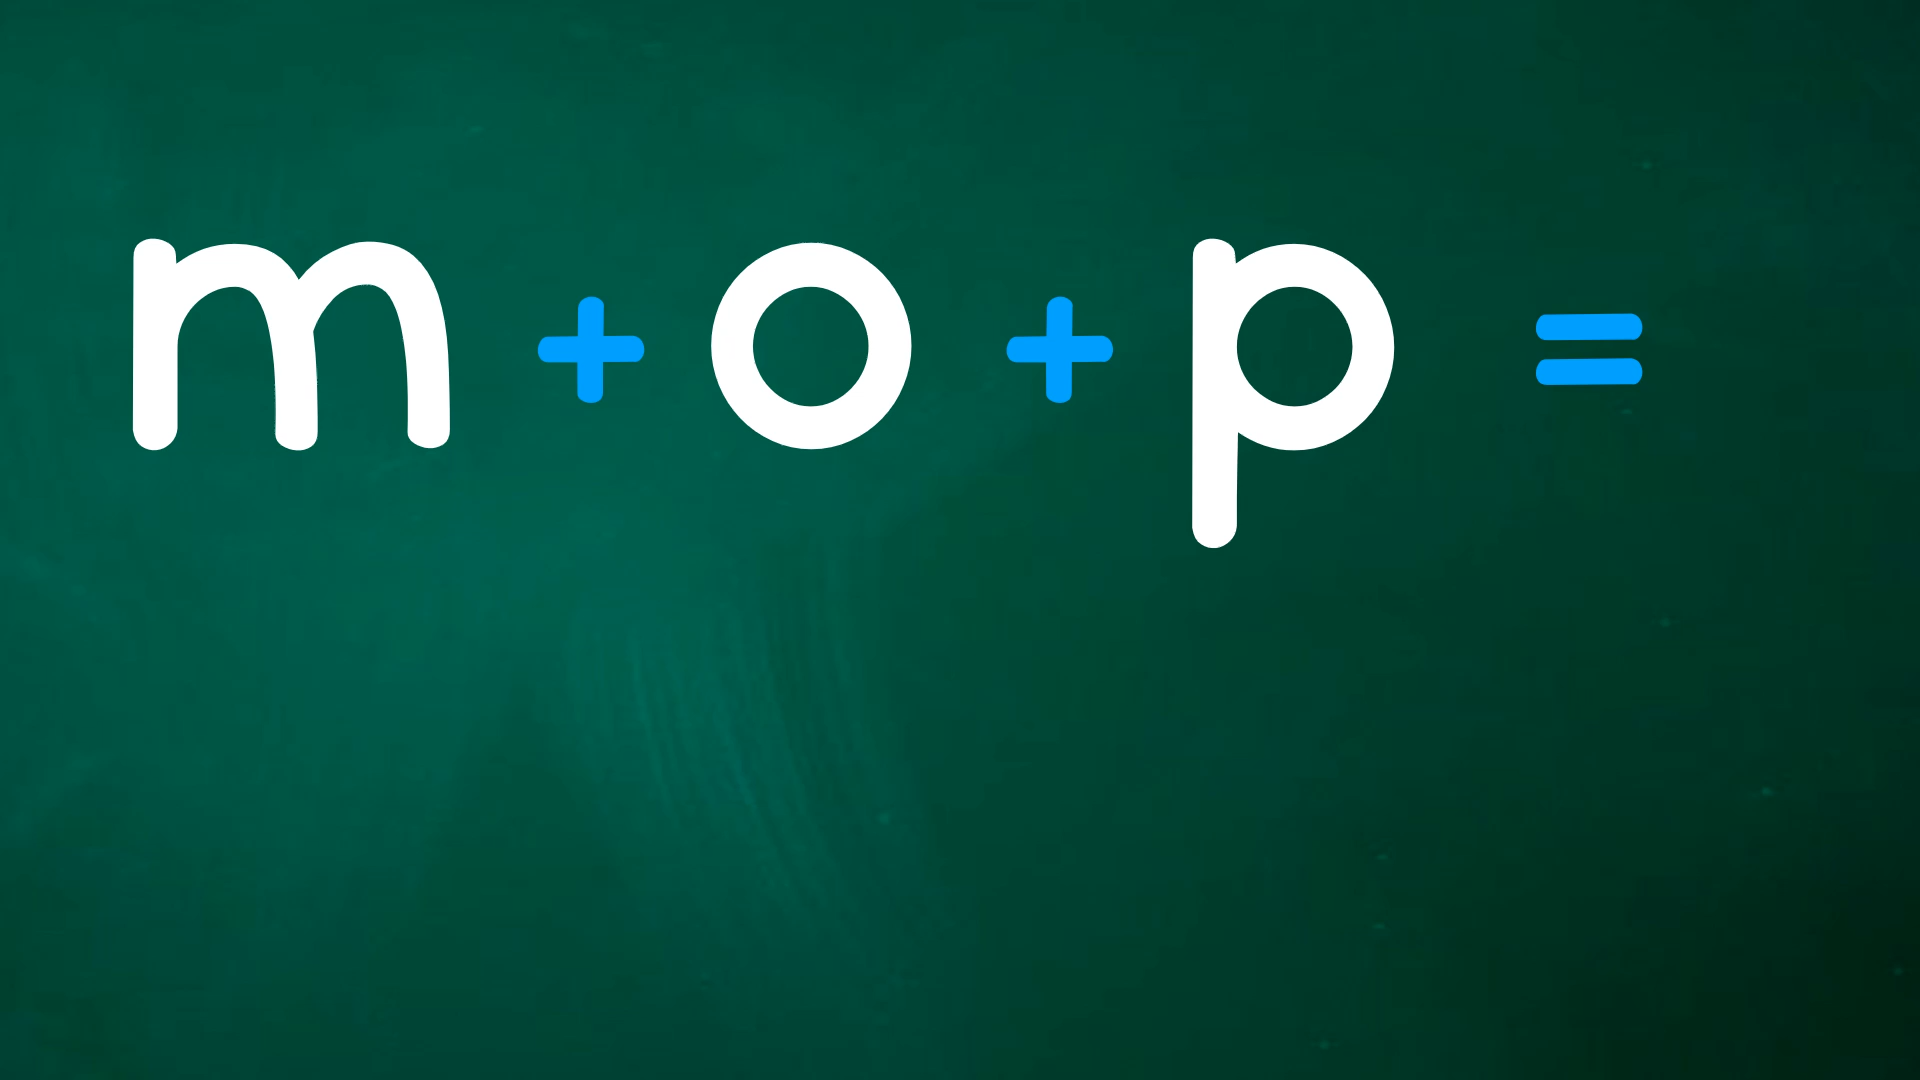 m + o + p =